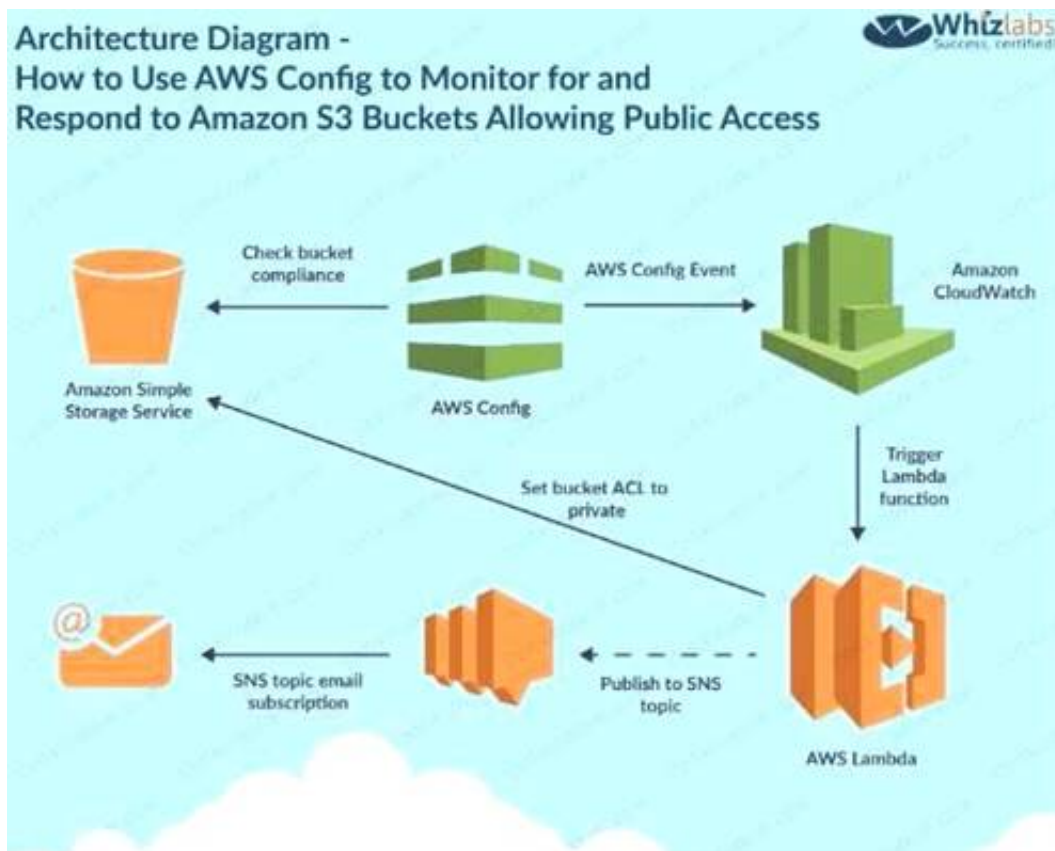 Architecture Diagram -
How to Use AWS Config to Monitor for and
Respond to Amazon S3 Buckets Allowing Public Access
Whizlabs
Success, certified
Check bucket
compliance
AWS Config Event
Amazon
CloudWatch
Amazon Simple
Storage Service
AWS Config
Trigger
Lambda
function
Set bucket ACL to
private
@
SNS topic email
subscription
Publish to SNS
topic
AWS Lambda